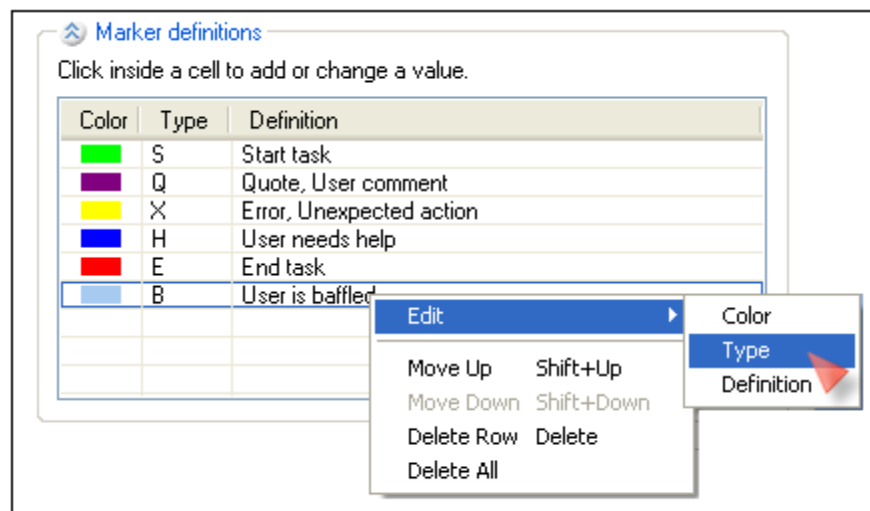 Marker definitions
Click inside a cell to add or change a value.
Color Type Definition
S Start task
Q Quote, User comment
X Error, Unexpected action
H User needs help
E End task
B User is baffled
Edit
Color
Type
Definition
Move Up Shift+Up
Move Down Shift+Down
Delete Row Delete
Delete All